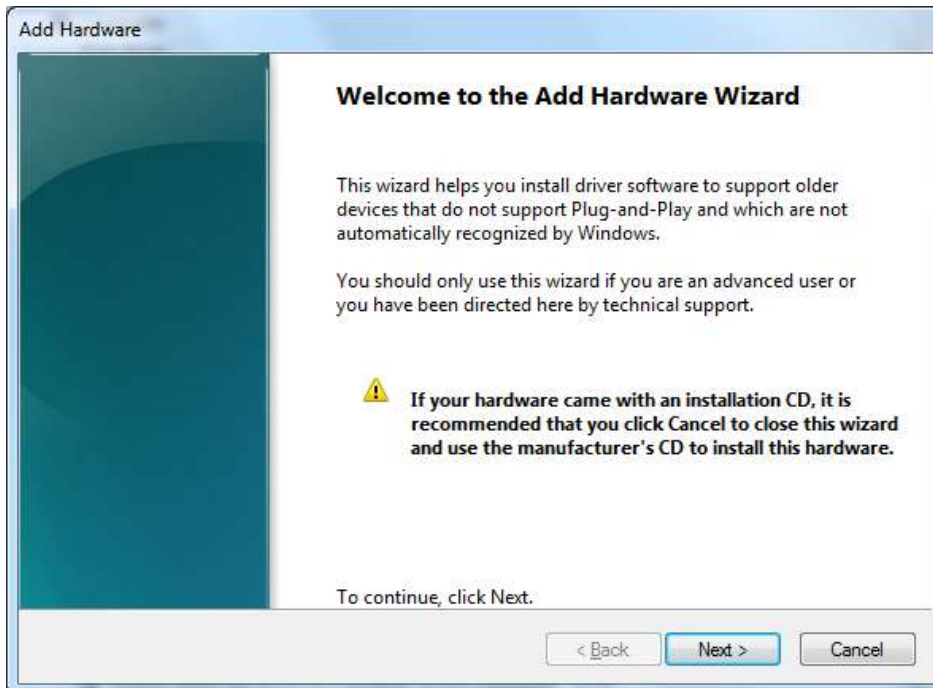 Add Hardware
Welcome to the Add Hardware Wizard
This wizard helps you install driver software to support older
devices that do not support Plug-and-Play and which are not
automatically recognized by Windows.
You should only use this wizard if you are an advanced user or
you have been directed here by technical support.
If your hardware came with an installation CD, it is
recommended that you click Cancel to close this wizard
and use the manufacturer's CD to install this hardware.
To continue, click Next.
< Back Next > Cancel